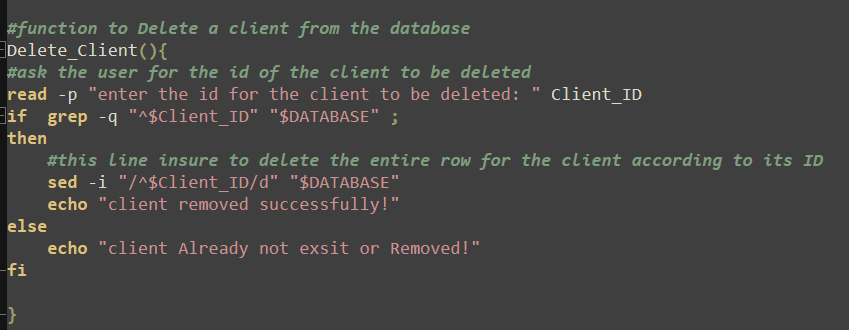 #function to Delete a client from the database
Delete_Client(){
#ask the user for the id of the client to be deleted
read -p "enter the id for the client to be deleted: " Client_ID
if  grep -q "^$Client_ID" "$DATABASE" ;
then
    #this line insure to delete the entire row for the client according to its ID
    sed -i "/^$Client_ID/d" "$DATABASE"
    echo "client removed successfully!"
else
    echo "client Already not exsit or Removed!"
fi
}